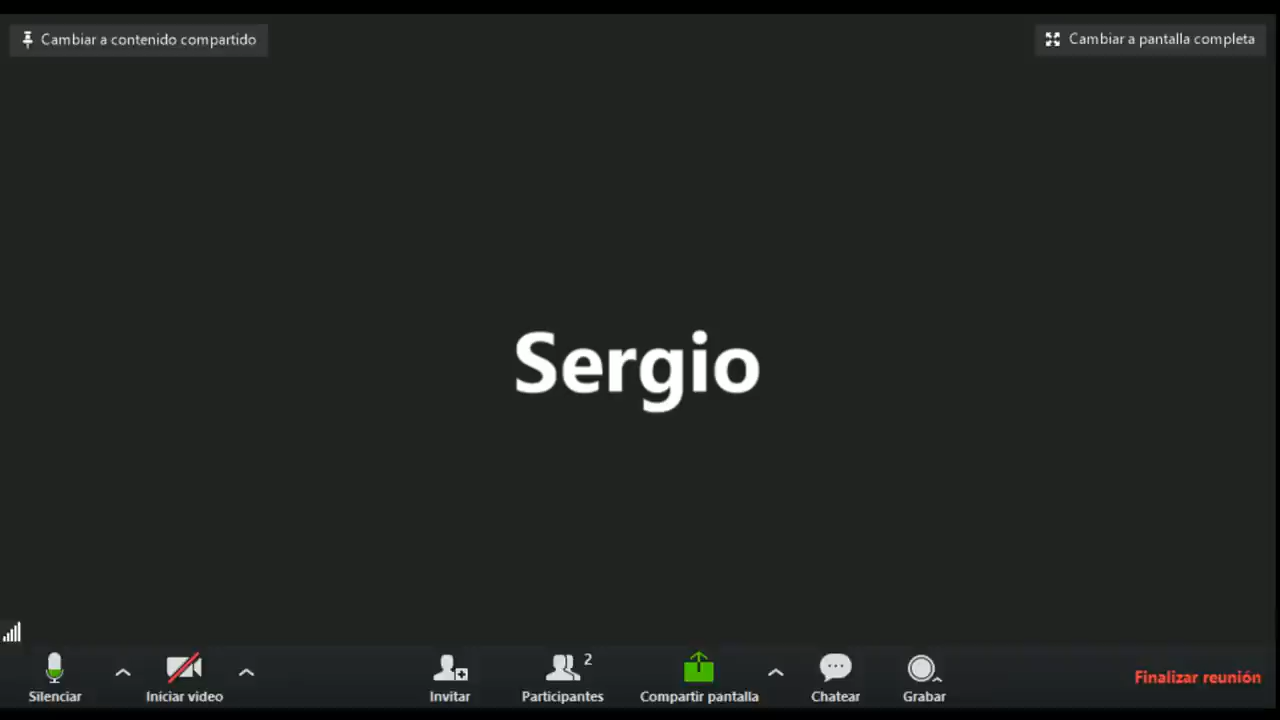 Cambiar a contenido compartido
Cambiar a pantalla completa
Sergio
2
Silenciar
Iniciar video
Invitar
Participantes
Compartir pantalla
Chatear
Grabar
Finalizar reunión